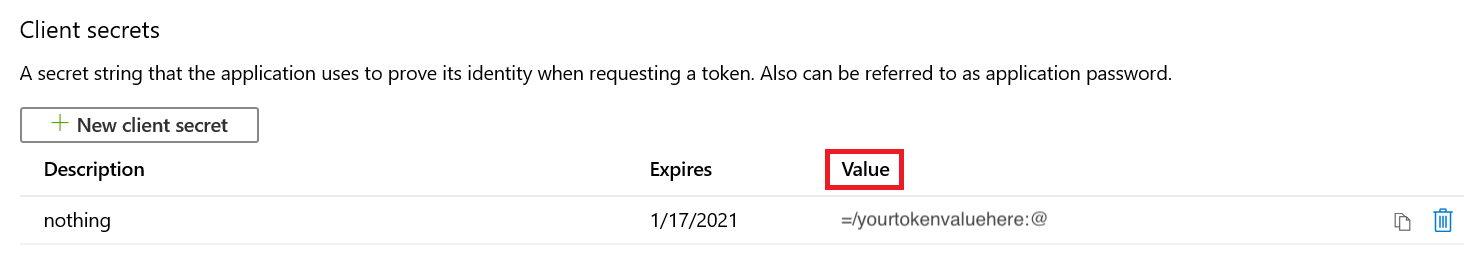 Client secrets
A secret string that the application uses to prove its identity when requesting a token. Also can be referred to as application password.
+ New client secret
Description Expires Value
nothing 1/17/2021 =/yourtokenvaluehere:@